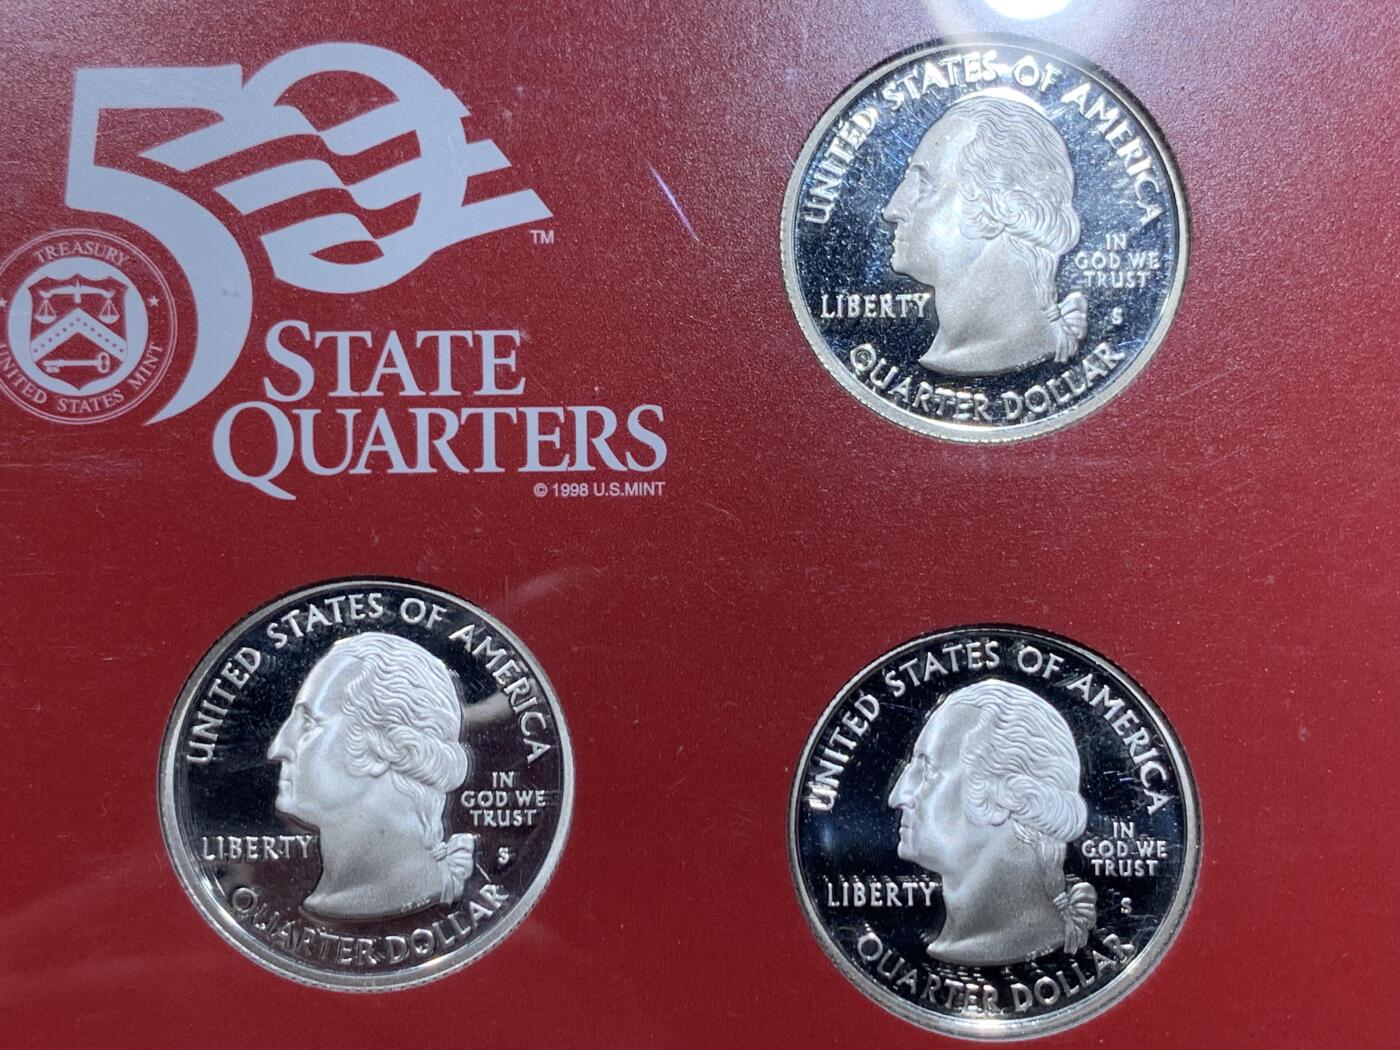 50
TM
TREASURY
UNITED STATES MINT
STATE
QUARTERS
© 1998 U.S.MINT
UNITED STATES OF AMERICA
IN
GOD WE
TRUST
LIBERTY
S
QUARTER DOLLAR
UNITED STATES OF AMERICA
IN
GOD WE
TRUST
LIBERTY
S
QUARTER DOLLAR
UNITED STATES OF AMERICA
IN
GOD WE
TRUST
LIBERTY
S
QUARTER DOLLAR